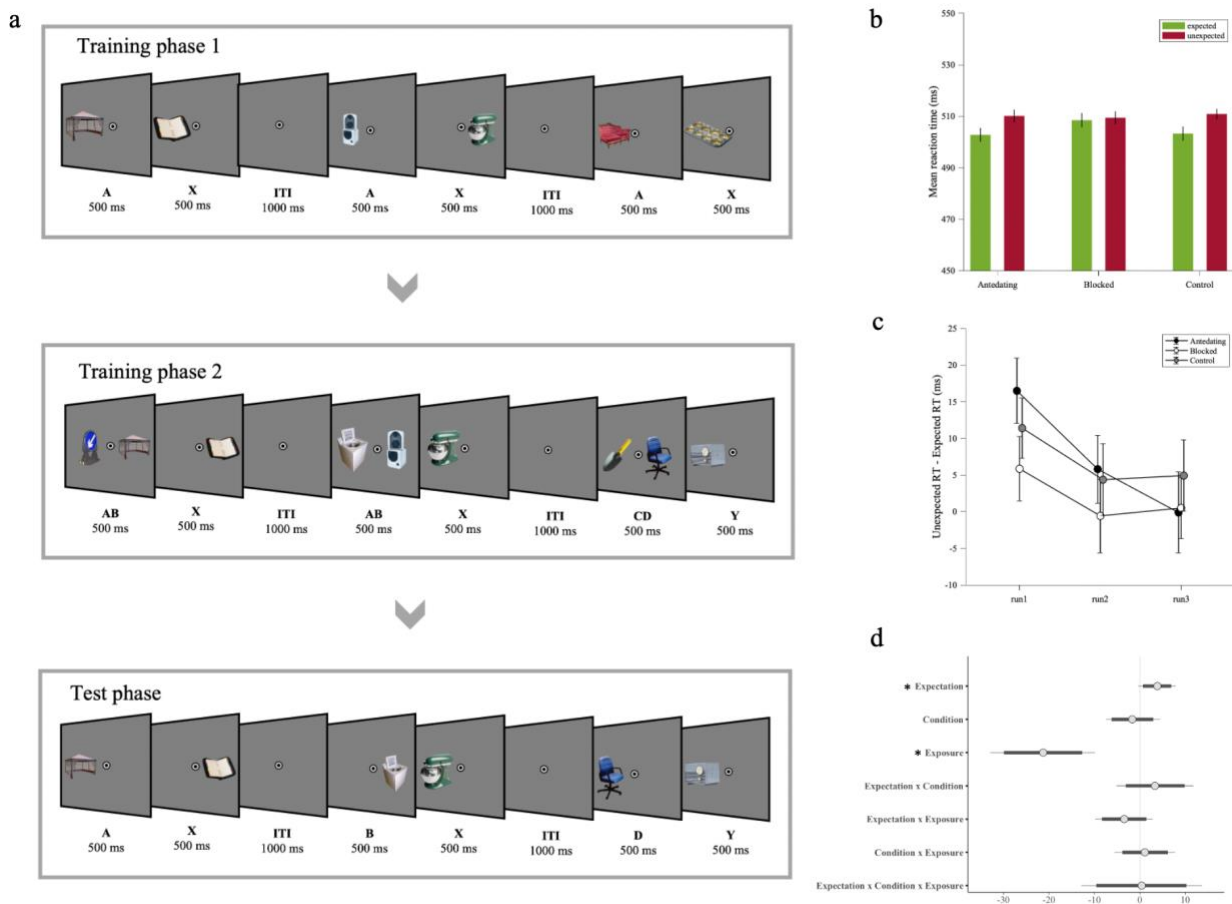 a
Training phase 1
A X ITI A X ITI A X
500 ms 500 ms 1000 ms 500 ms 500 ms 1000 ms 500 ms 500 ms
Training phase 2
AB X ITI AB X ITI CD Y
500 ms 500 ms 1000 ms 500 ms 500 ms 1000 ms 500 ms 500 ms
Test phase
A X ITI B X ITI D Y
500 ms 500 ms 1000 ms 500 ms 500 ms 1000 ms 500 ms 500 ms
b
expected
unexpected
Mean reaction time (ms)
550
530
510
490
470
450
Antedating Blocked Control
c
Antedating
Blocked
Control
Unexpected RT - Expected RT (ms)
25
20
15
10
5
0
-5
-10
run1 run2 run3
d
* Expectation
Condition
* Exposure
Expectation x Condition
Expectation x Exposure
Condition x Exposure
Expectation x Condition x Exposure
-30 -20 -10 0 10